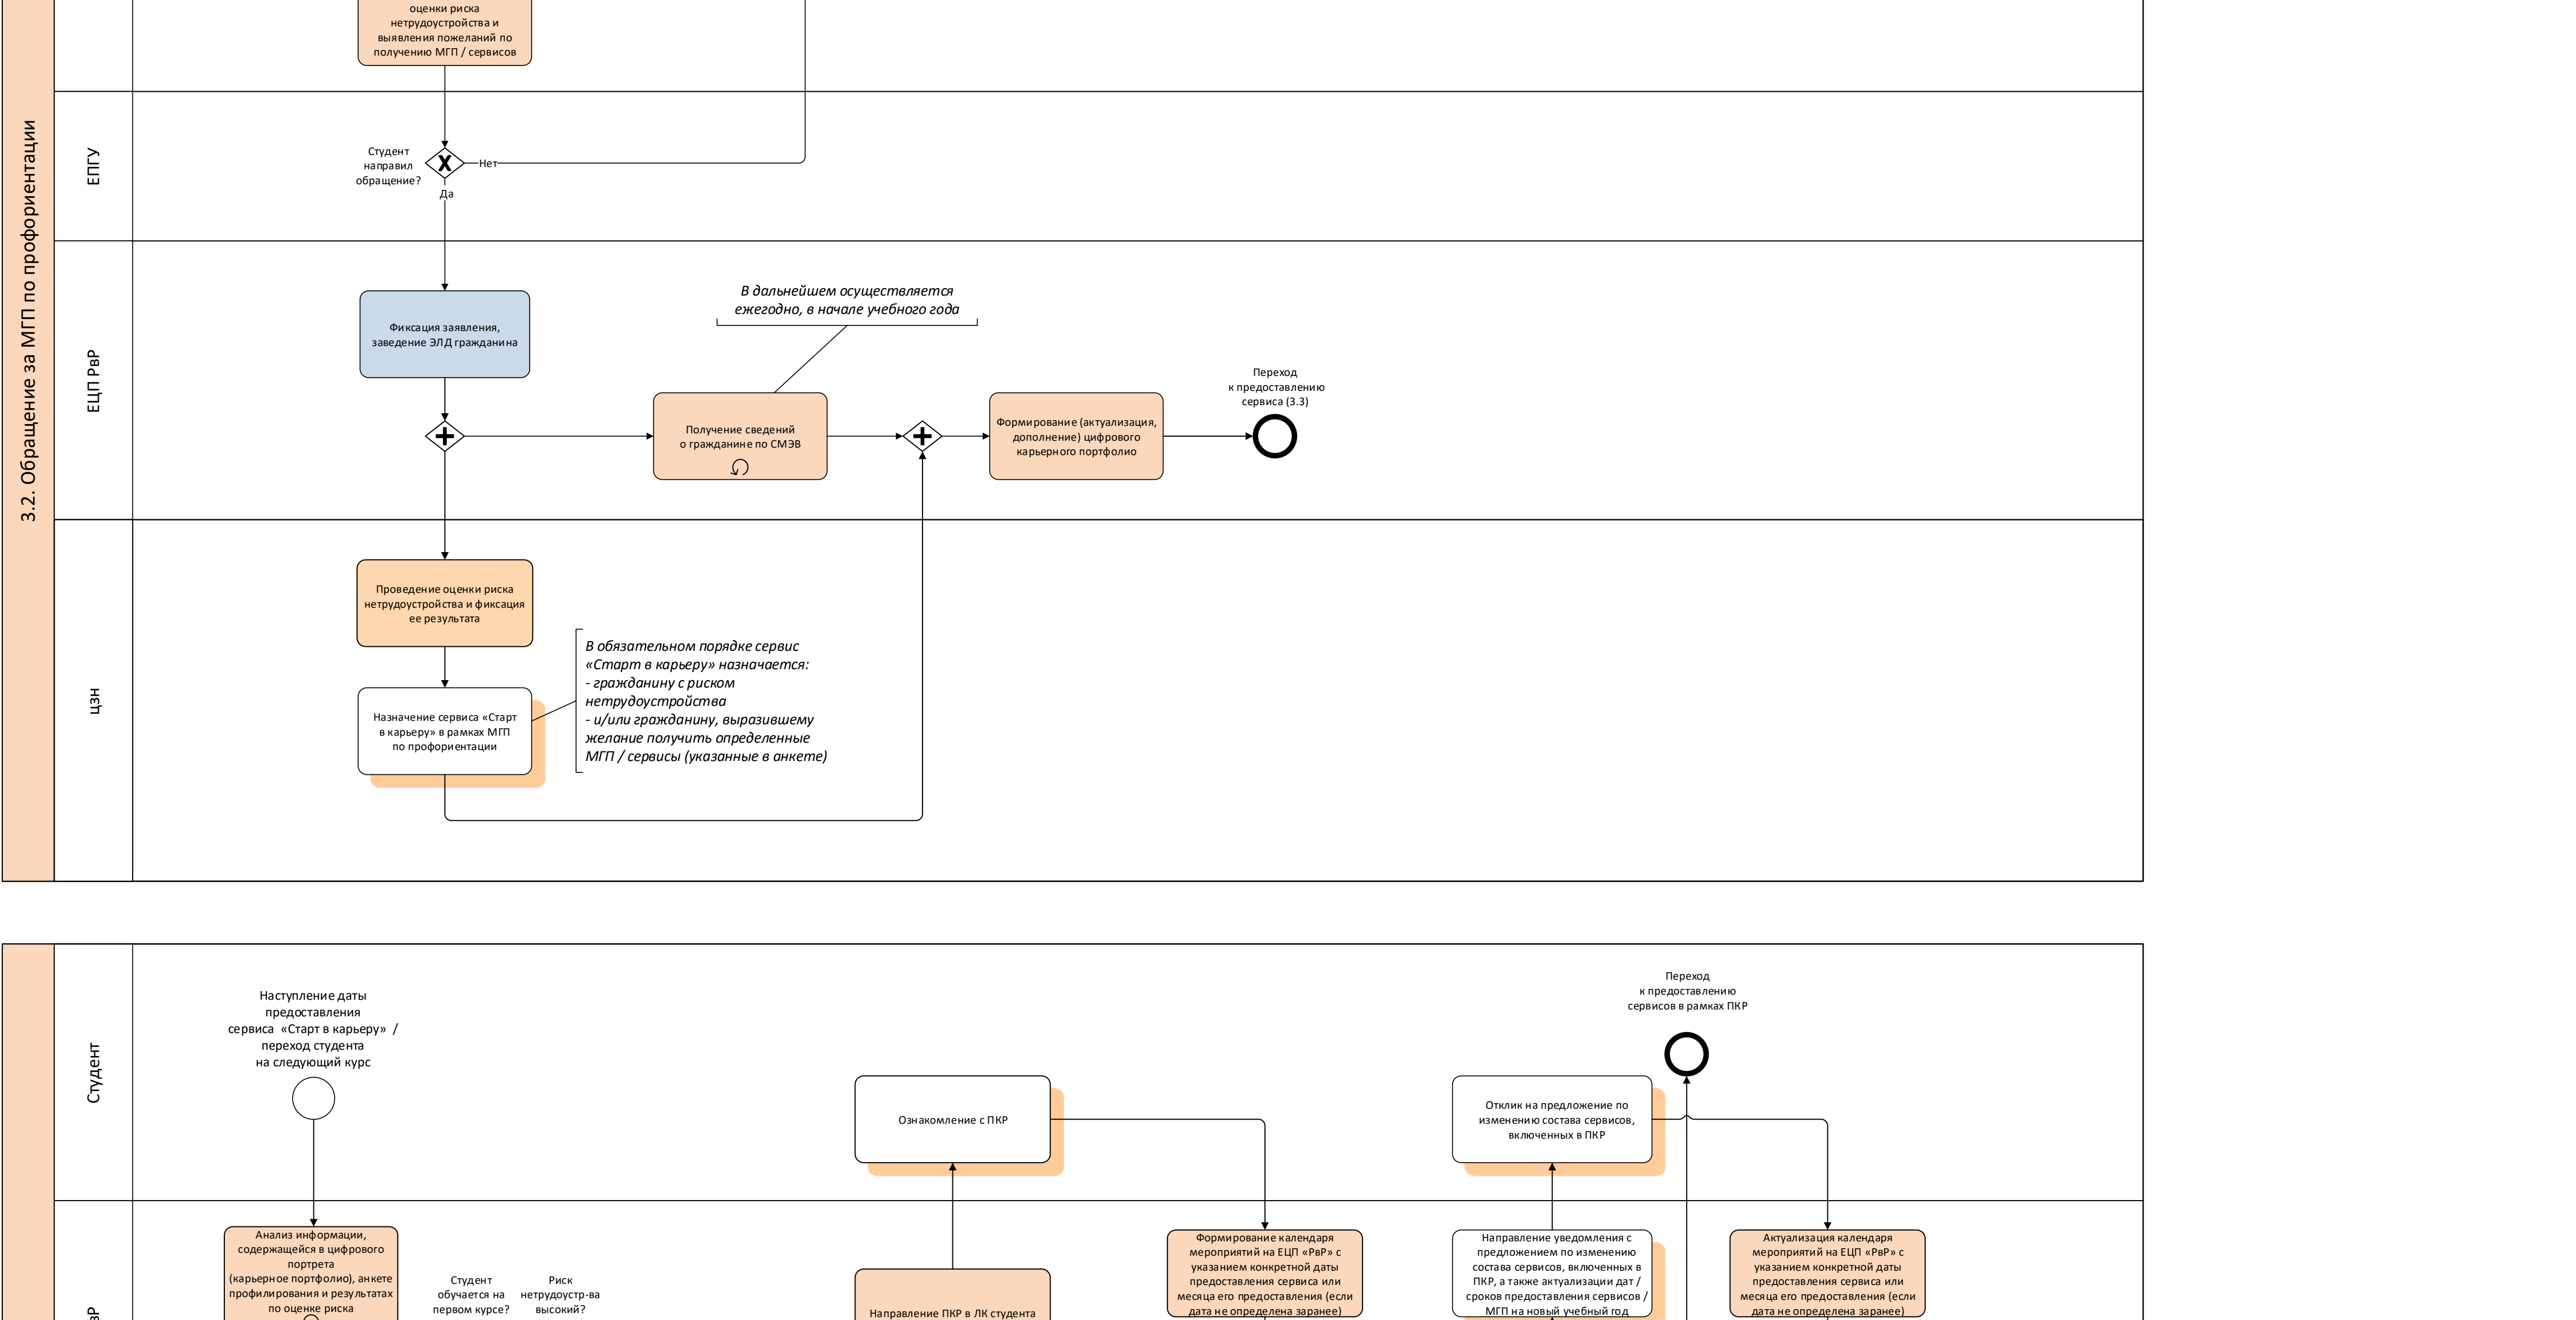 3.2. Обращение за МГП по профориентации
оценки риска
нетрудоустройства и
выявления пожеланий по
получению МГП / сервисов
ЕПГУ
Студент
направил
обращение?
Нет
Да
ЕЦП РвР
Фиксация заявления,
заведение ЭЛД гражданина
В дальнейшем осуществляется
ежегодно, в начале учебного года
Получение сведений
о гражданине по СМЭВ
Формирование (актуализация,
дополнение) цифрового
карьерного портфолио
Переход
к предоставлению
сервиса (3.3)
цзн
Проведение оценки риска
нетрудоустройства и фиксация
ее результата
Назначение сервиса «Старт
в карьеру» в рамках МГП
по профориентации
В обязательном порядке сервис
«Старт в карьеру» назначается:
- гражданину с риском
нетрудоустройства
- и/или гражданину, выразившему
желание получить определенные
МГП / сервисы (указанные в анкете)
Студент
Наступление даты
предоставления
сервиса «Старт в карьеру» /
переход студента
на следующий курс
Ознакомление с ПКР
Отклик на предложение по
изменению состава сервисов,
включенных в ПКР
Переход
к предоставлению
сервисов в рамках ПКР
Анализ информации,
содержащейся в цифрового
портрета
(карьерное портфолио), анкете
профилирования и результатах
по оценке риска
Студент
обучается на
первом курсе?
Риск
нетрудоустр-ва
высокий?
Направление ПКР в ЛК студента
Формирование календаря
мероприятий на ЕЦП «РвР» с
указанием конкретной даты
предоставления сервиса или
месяца его предоставления (если
дата не определена заранее)
Направление уведомления с
предложением по изменению
состава сервисов, включенных в
ПКР, а также актуализации дат /
сроков предоставления сервисов /
МГП на новый учебный год
Актуализация календаря
мероприятий на ЕЦП «РвР» с
указанием конкретной даты
предоставления сервиса или
месяца его предоставления (если
дата не определена заранее)